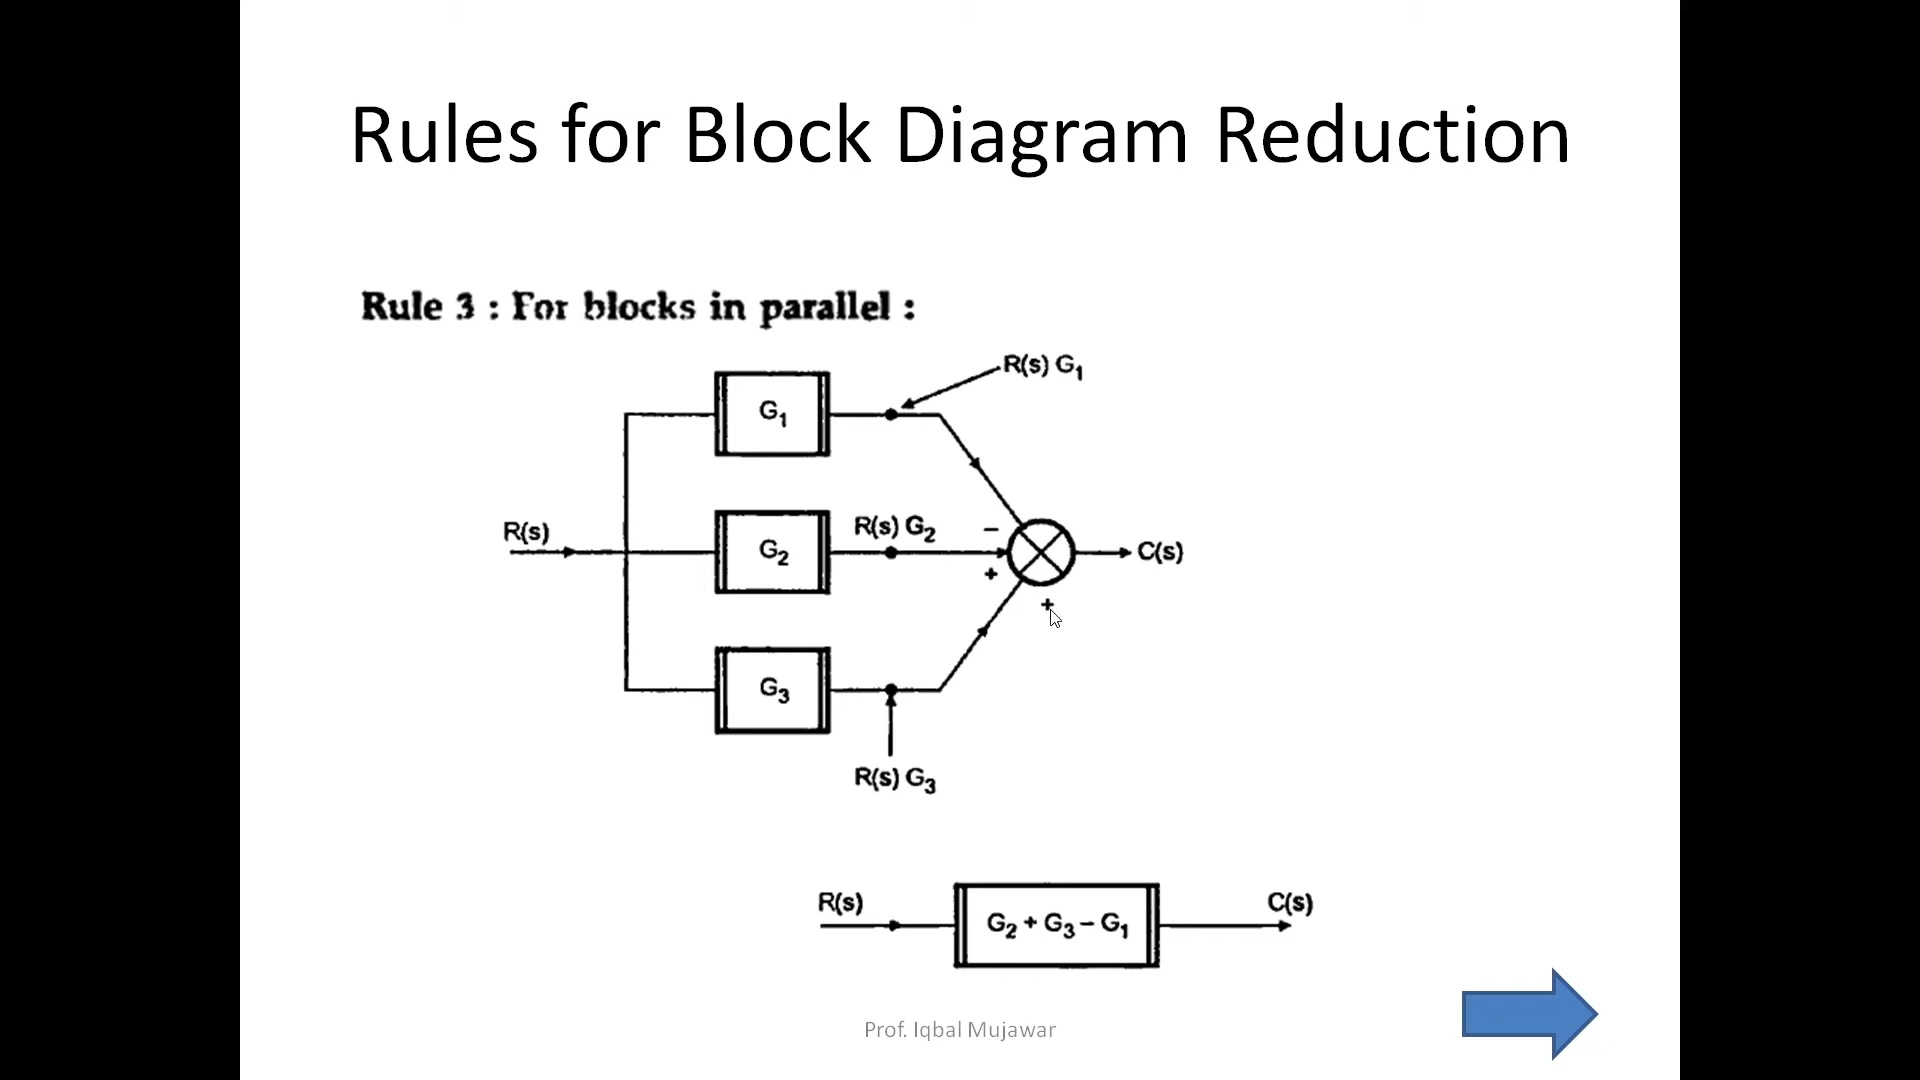 Rules for Block Diagram Reduction
Rule 3 : For blocks in parallel :
R(s) G₁
G₁
R(s)
G₂
R(s) G₂
−
+
C(s)
+
G₃
R(s) G₃
R(s)
G₂ + G₃ − G₁
C(s)
Prof. Iqbal Mujawar